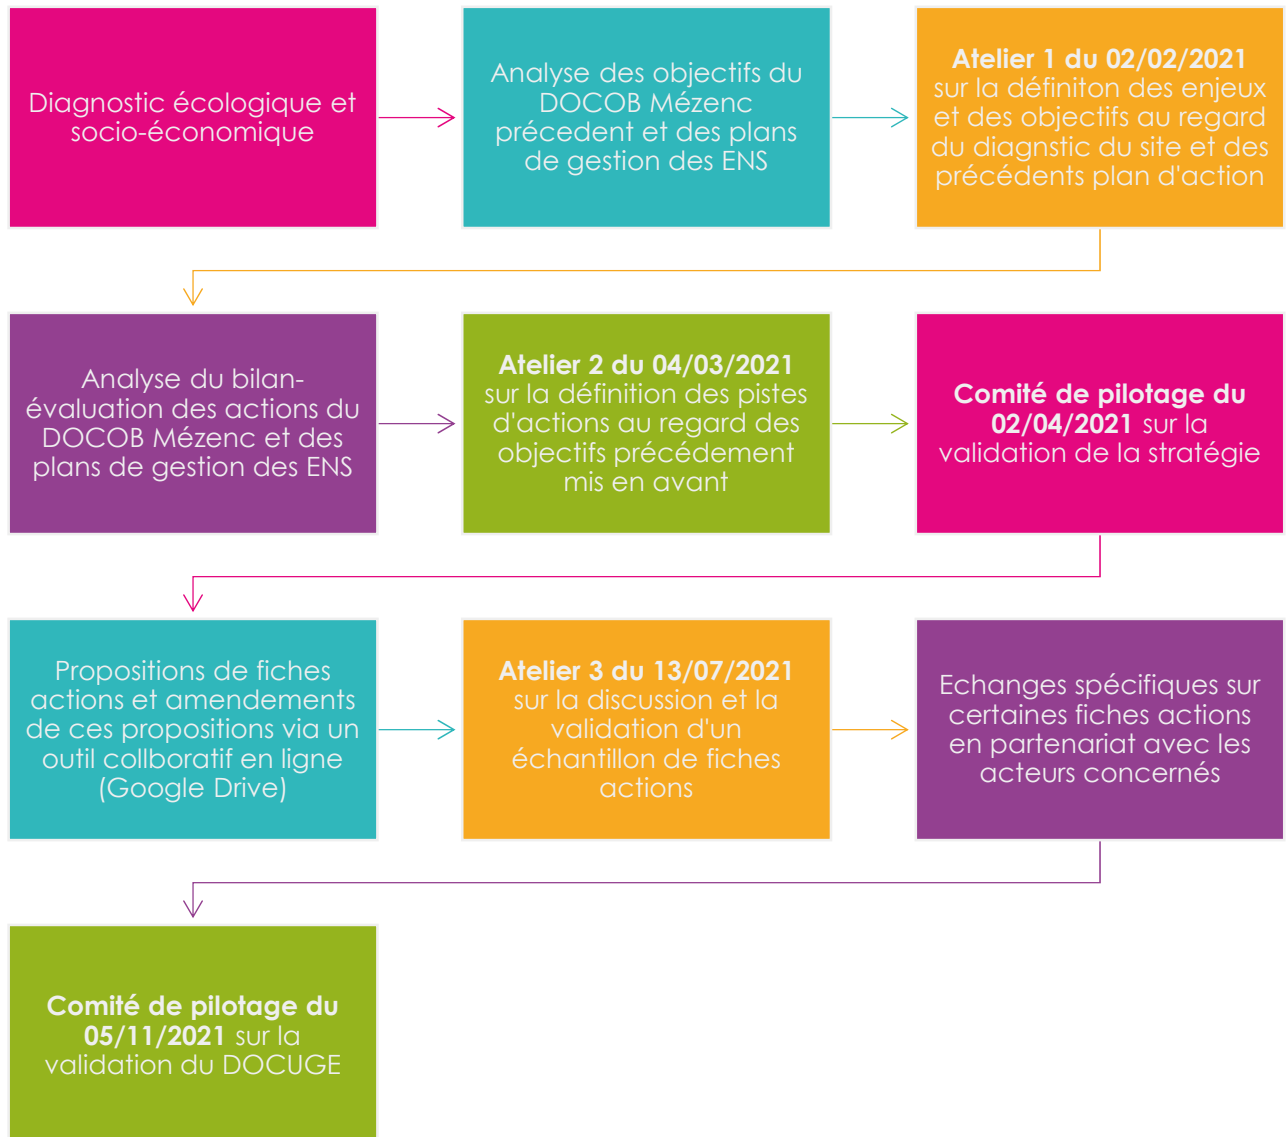 Diagnostic écologique et
socio-économique
Analyse des objectifs du
DOCOB Mézenc
précedent et des plans
de gestion des ENS
Atelier 1 du 02/02/2021
sur la définiton des enjeux
et des objectifs au regard
du diagnstic du site et des
précédents plan d'action
Analyse du bilan-
évaluation des actions du
DOCOB Mézenc et des
plans de gestion des ENS
Atelier 2 du 04/03/2021
sur la définition des pistes
d'actions au regard des
objectifs précédement
mis en avant
Comité de pilotage du
02/04/2021 sur la
validation de la stratégie
Propositions de fiches
actions et amendements
de ces propositions via un
outil collboratif en ligne
(Google Drive)
Atelier 3 du 13/07/2021
sur la discussion et la
validation d'un
échantillon de fiches
actions
Echanges spécifiques sur
certaines fiches actions
en partenariat avec les
acteurs concernés
Comité de pilotage du
05/11/2021 sur la
validation du DOCUGE